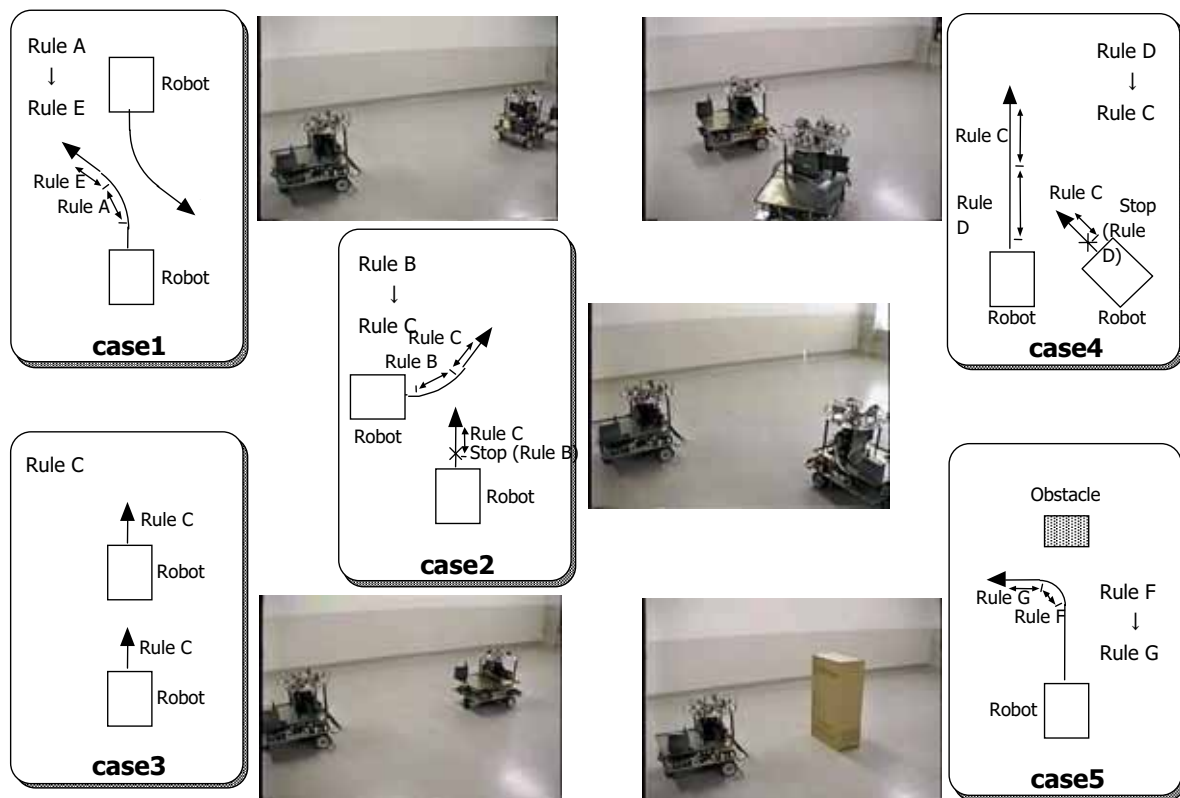 Rule A
↓
Rule E
Robot
Rule E
Rule A
Robot
case1
Rule B
↓
Rule C
Rule C
Rule B
Robot
Rule C
Stop (Rule B)
Robot
case2
Rule C
Rule C
Robot
Rule C
Robot
case3
Rule D
↓
Rule C
Rule C
Rule C
Rule
D
Stop
(Rule
D)
Robot
Robot
case4
Obstacle
Rule G
Rule F
Rule F
↓
Rule G
Robot
case5